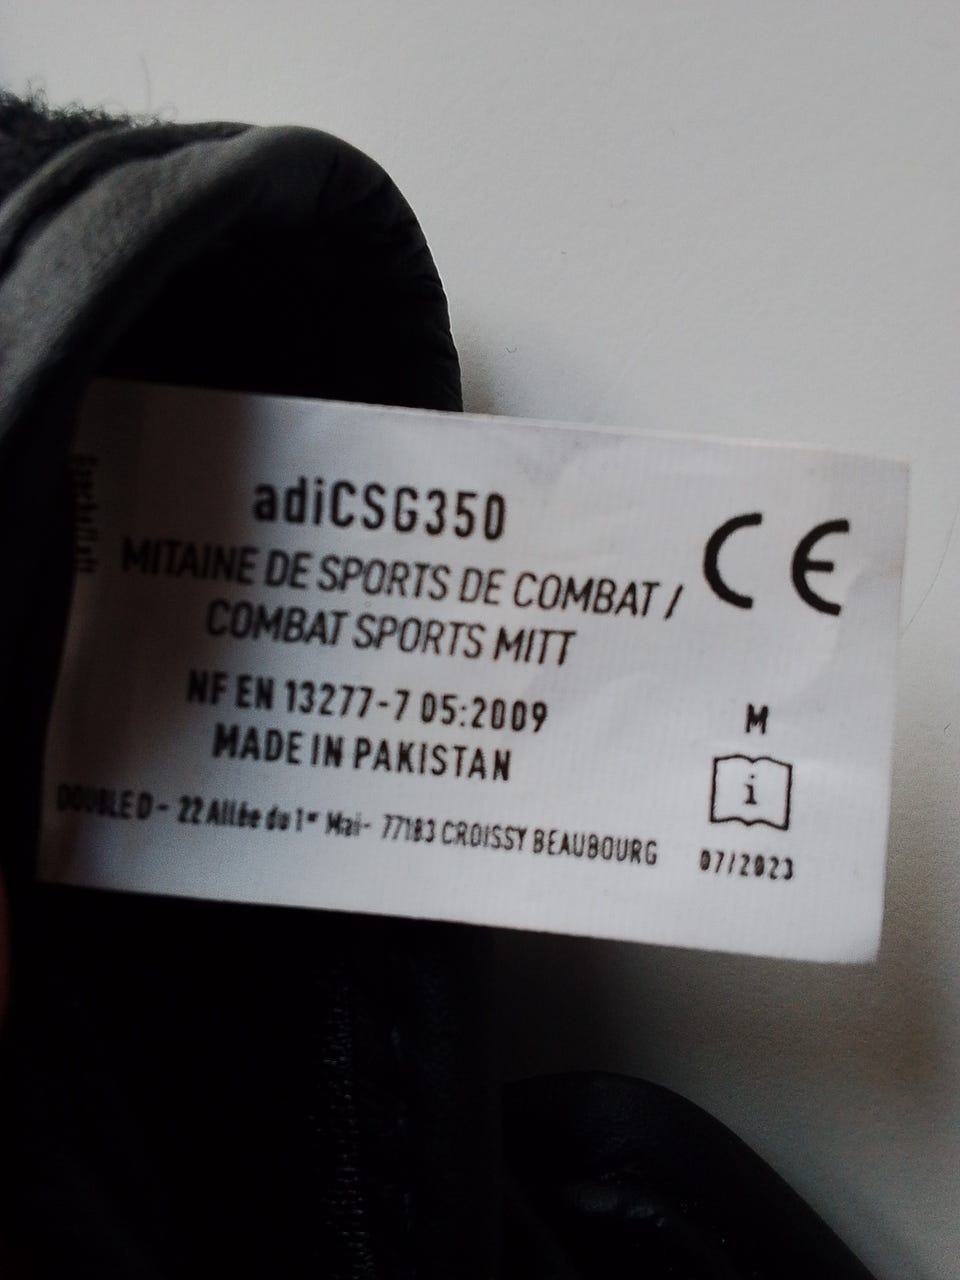 adiCSG350
CE
MITAINE DE SPORTS DE COMBAT /
COMBAT SPORTS MITT
NF EN 13277-7 05:2009
MADE IN PAKISTAN
DOUBLE D - 22 Allée du 1er Mai- 77183 CROISSY BEAUBOURG
M
i
07/2023